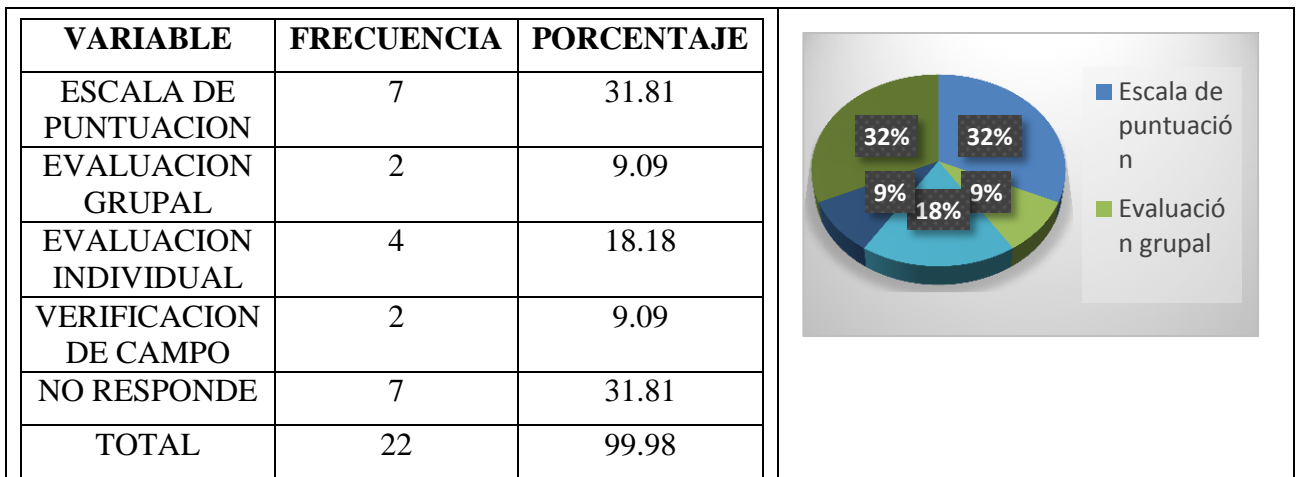 VARIABLE FRECUENCIA PORCENTAJE
ESCALA DE PUNTUACION 7 31.81
EVALUACION GRUPAL 2 9.09
EVALUACION INDIVIDUAL 4 18.18
VERIFICACION DE CAMPO 2 9.09
NO RESPONDE 7 31.81
TOTAL 22 99.98
32% 32%
9% 18% 9%
Escala de
puntuació
n
Evaluació
n grupal